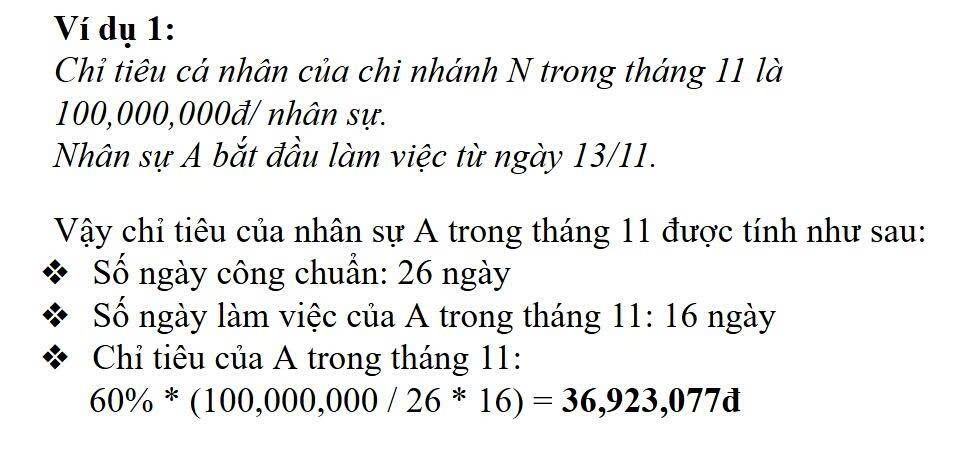 Ví dụ 1:
Chỉ tiêu cá nhân của chi nhánh N trong tháng 11 là
100,000,000đ/ nhân sự.
Nhân sự A bắt đầu làm việc từ ngày 13/11.
Vậy chỉ tiêu của nhân sự A trong tháng 11 được tính như sau:
❖ Số ngày công chuẩn: 26 ngày
❖ Số ngày làm việc của A trong tháng 11: 16 ngày
❖ Chỉ tiêu của A trong tháng 11:
60% * (100,000,000 / 26 * 16) = 36,923,077đ